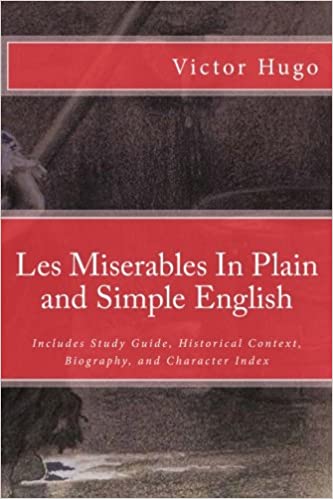 Victor Hugo
Les Miserables In Plain
and Simple English
Includes Study Guide, Historical Context,
Biography, and Character Index